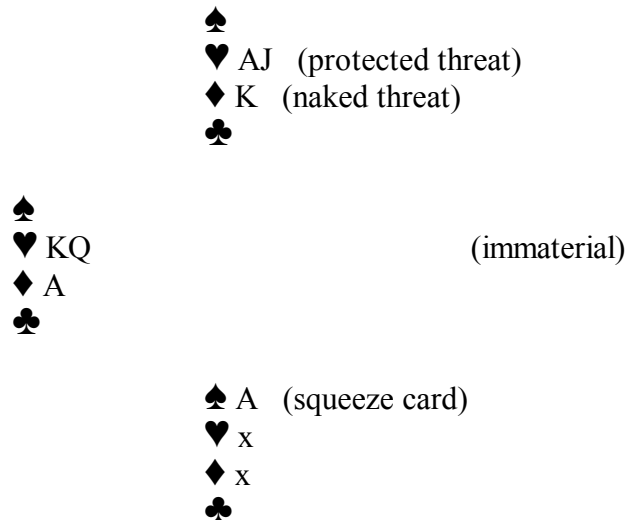 ♠
♥ AJ (protected threat)
♦ K (naked threat)
♣
♠
♥ KQ (immaterial)
♦ A
♣
♠ A (squeeze card)
♥ x
♦ x
♣